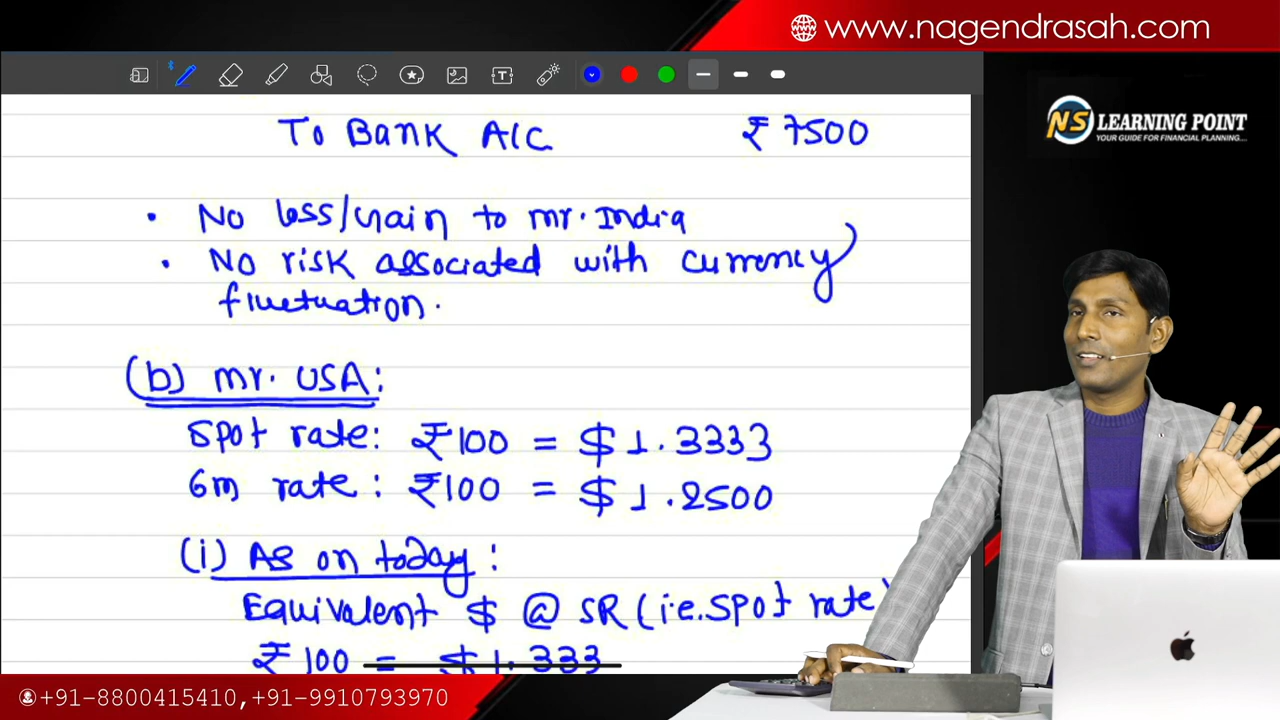 www.nagendrasah.com
NS LEARNING POINT
YOUR GUIDE FOR FINANCIAL PLANNING....
To Bank A/C ₹ 7500
• No loss/Gain to mr. India
• No risk associated with currency
fluctuation.
(b) mr. USA:
Spot rate: ₹100 = $ 1.3333
6m rate: ₹100 = $ 1.2500
(i) As on today:
Equivalent $ @ SR (i.e. Spot rate)
₹100 = $ 1.333
+91-8800415410,+91-9910793970